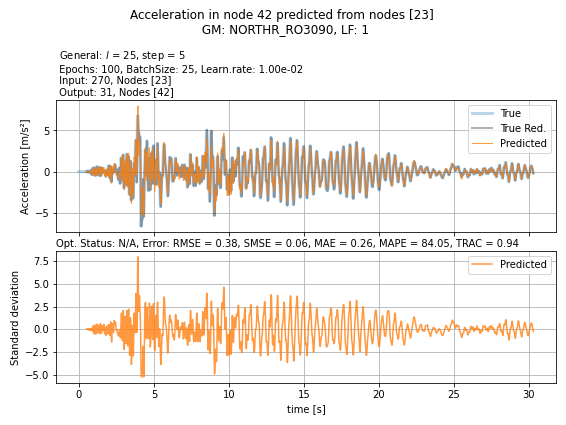 Acceleration in node 42 predicted from nodes [23]
GM: NORTHR_RO3090, LF: 1
General: l = 25, step = 5
Epochs: 100, BatchSize: 25, Learn.rate: 1.00e-02
Input: 270, Nodes [23]
Output: 31, Nodes [42]
Acceleration [m/s²]
5
0
−5
True
True Red.
Predicted
Opt. Status: N/A, Error: RMSE = 0.38, SMSE = 0.06, MAE = 0.26, MAPE = 84.05, TRAC = 0.94
Standard deviation
7.5
5.0
2.5
0.0
−2.5
−5.0
Predicted
0 5 10 15 20 25 30
time [s]